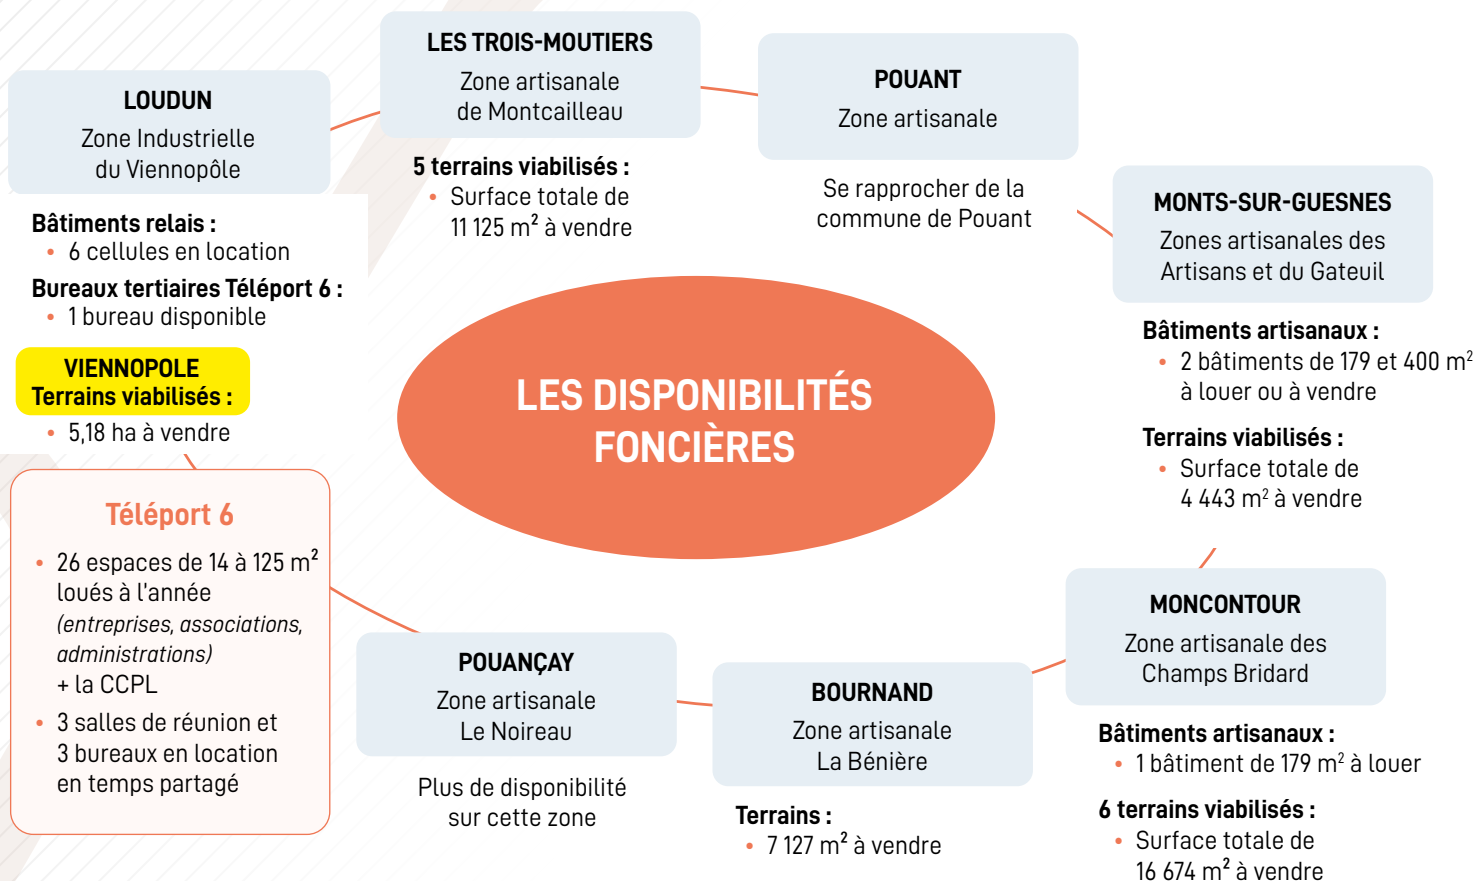 LES DISPONIBILITÉS
FONCIÈRES
LOUDUN
Zone Industrielle
du Viennopôle
Bâtiments relais :
• 6 cellules en location
Bureaux tertiaires Téléport 6 :
• 1 bureau disponible
VIENNOPOLE
Terrains viabilisés :
• 5,18 ha à vendre
LES TROIS-MOUTIERS
Zone artisanale
de Montcailleau
5 terrains viabilisés :
• Surface totale de
11 125 m² à vendre
POUANT
Zone artisanale
Se rapprocher de la
commune de Pouant
MONTS-SUR-GUESNES
Zones artisanales des
Artisans et du Gateuil
Bâtiments artisanaux :
• 2 bâtiments de 179 et 400 m²
à louer ou à vendre
Terrains viabilisés :
• Surface totale de
4 443 m² à vendre
MONCONTOUR
Zone artisanale des
Champs Bridard
Bâtiments artisanaux :
• 1 bâtiment de 179 m² à louer
6 terrains viabilisés :
• Surface totale de
16 674 m² à vendre
BOURNAND
Zone artisanale
La Bénière
Terrains :
• 7 127 m² à vendre
POUANÇAY
Zone artisanale
Le Noireau
Plus de disponibilité
sur cette zone
Téléport 6
• 26 espaces de 14 à 125 m²
loués à l'année
(entreprises, associations,
administrations)
+ la CCPL
• 3 salles de réunion et
3 bureaux en location
en temps partagé